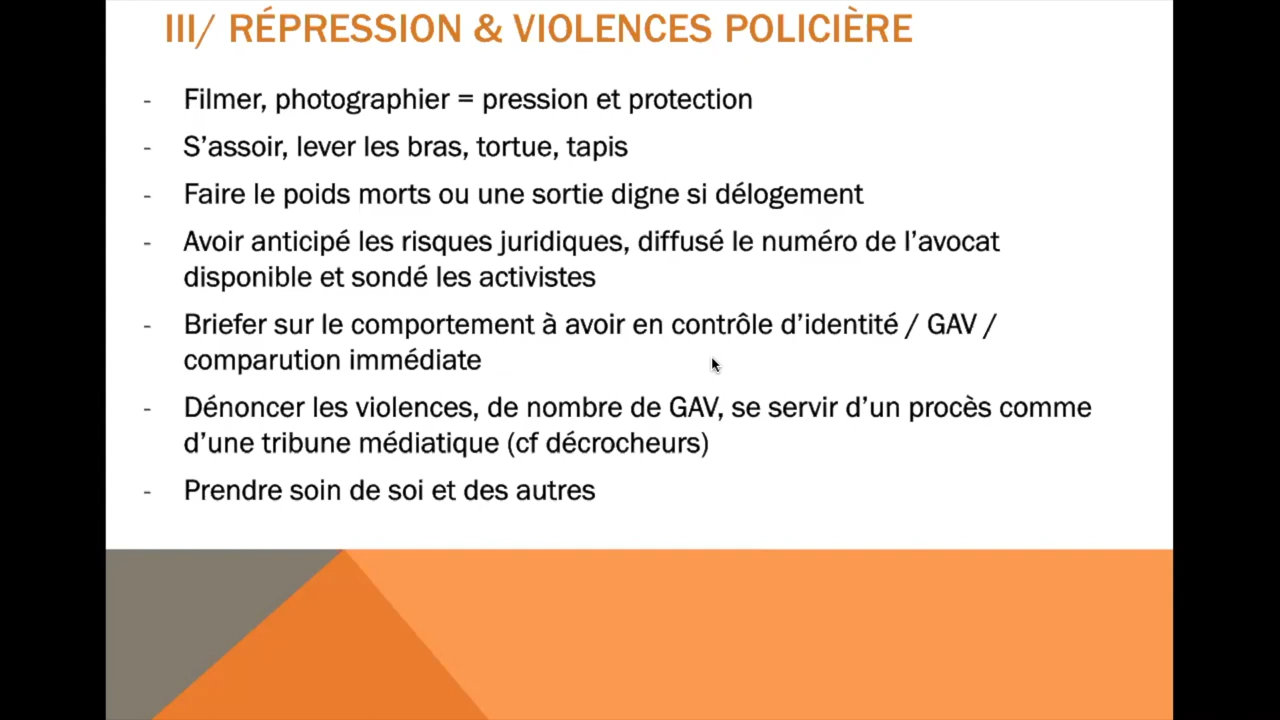 III/ RÉPRESSION & VIOLENCES POLICIÈRE
- Filmer, photographier = pression et protection
- S’assoir, lever les bras, tortue, tapis
- Faire le poids morts ou une sortie digne si délogement
- Avoir anticipé les risques juridiques, diffusé le numéro de l’avocat
disponible et sondé les activistes
- Briefer sur le comportement à avoir en contrôle d’identité / GAV /
comparution immédiate
- Dénoncer les violences, de nombre de GAV, se servir d’un procès comme
d’une tribune médiatique (cf décrocheurs)
- Prendre soin de soi et des autres